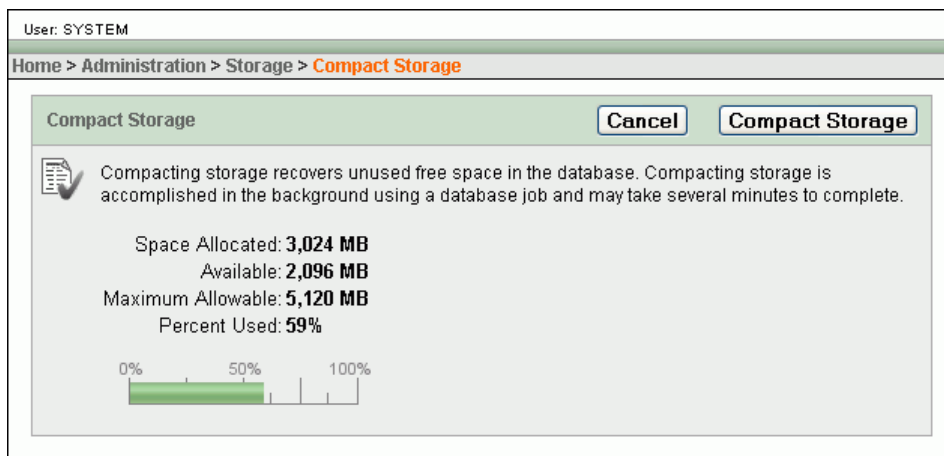 User: SYSTEM
Home > Administration > Storage > Compact Storage
Compact Storage
Cancel
Compact Storage
Compacting storage recovers unused free space in the database. Compacting storage is
accomplished in the background using a database job and may take several minutes to complete.
Space Allocated: 3,024 MB
Available: 2,096 MB
Maximum Allowable: 5,120 MB
Percent Used: 59%
0% 50% 100%